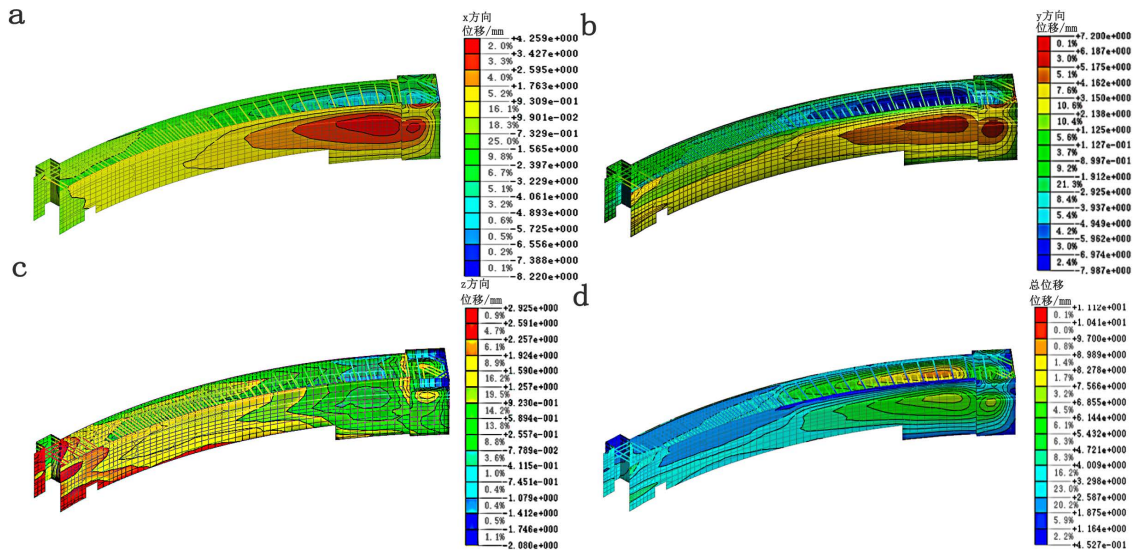 a
x方向
位移/mm
+4.259e+000
2.0%
+3.427e+000
3.3%
+2.595e+000
4.0%
+1.763e+000
5.2%
+9.309e-001
16.1%
+9.901e-002
18.3%
-7.329e-001
25.0%
-1.565e+000
9.8%
-2.397e+000
6.7%
-3.229e+000
5.1%
-4.061e+000
3.2%
-4.893e+000
0.6%
-5.725e+000
0.5%
-6.556e+000
0.2%
-7.388e+000
0.1%
-8.220e+000
b
y方向
位移/mm
+7.200e+000
0.1%
+6.187e+000
3.0%
+5.175e+000
5.1%
+4.162e+000
7.6%
+3.150e+000
10.6%
+2.138e+000
10.4%
+1.125e+000
5.6%
+1.127e-001
3.7%
-8.997e-001
9.2%
-1.912e+000
21.3%
-2.925e+000
8.4%
-3.937e+000
5.4%
-4.949e+000
4.2%
-5.962e+000
3.0%
-6.974e+000
2.4%
-7.987e+000
c
z方向
位移/mm
+2.925e+000
0.9%
+2.591e+000
4.7%
+2.257e+000
6.1%
+1.924e+000
8.9%
+1.590e+000
16.2%
+1.257e+000
19.5%
+9.230e-001
14.2%
+5.894e-001
13.8%
+2.557e-001
8.8%
-7.789e-002
3.6%
-4.115e-001
1.0%
-7.451e-001
0.4%
-1.079e+000
0.4%
-1.412e+000
0.5%
-1.746e+000
1.1%
-2.080e+000
d
总位移
位移/mm
+1.112e+001
0.1%
+1.041e+001
0.0%
+9.700e+000
0.8%
+8.989e+000
1.4%
+8.278e+000
1.7%
+7.566e+000
3.2%
+6.855e+000
4.5%
+6.144e+000
6.1%
+5.432e+000
6.3%
+4.721e+000
8.3%
+4.009e+000
16.2%
+3.298e+000
23.0%
+2.587e+000
20.2%
+1.875e+000
5.9%
+1.164e+000
2.2%
+4.527e-001